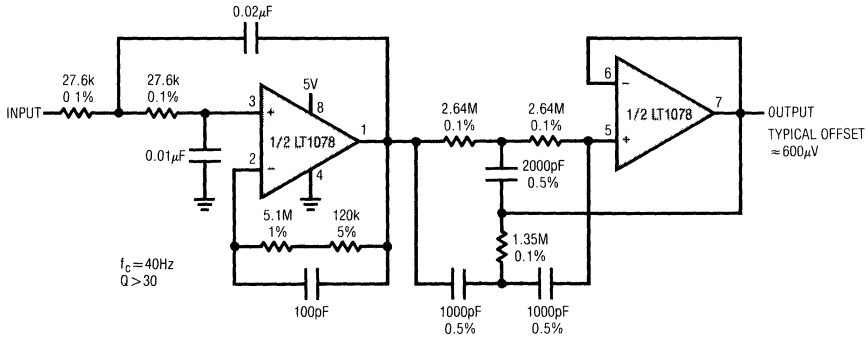 0.02µF
27.6k
0 1%
27.6k
0.1%
INPUT
0.01µF
3
+
2
−
5V
8
1/2 LT1078
1
4
5.1M
1%
120k
5%
100pF
fc=40Hz
Q>30
2.64M
0.1%
2.64M
0.1%
2000pF
0.5%
1.35M
0.1%
1000pF
0.5%
1000pF
0.5%
6
−
5
+
1/2 LT1078
7
OUTPUT
TYPICAL OFFSET
≈600µV